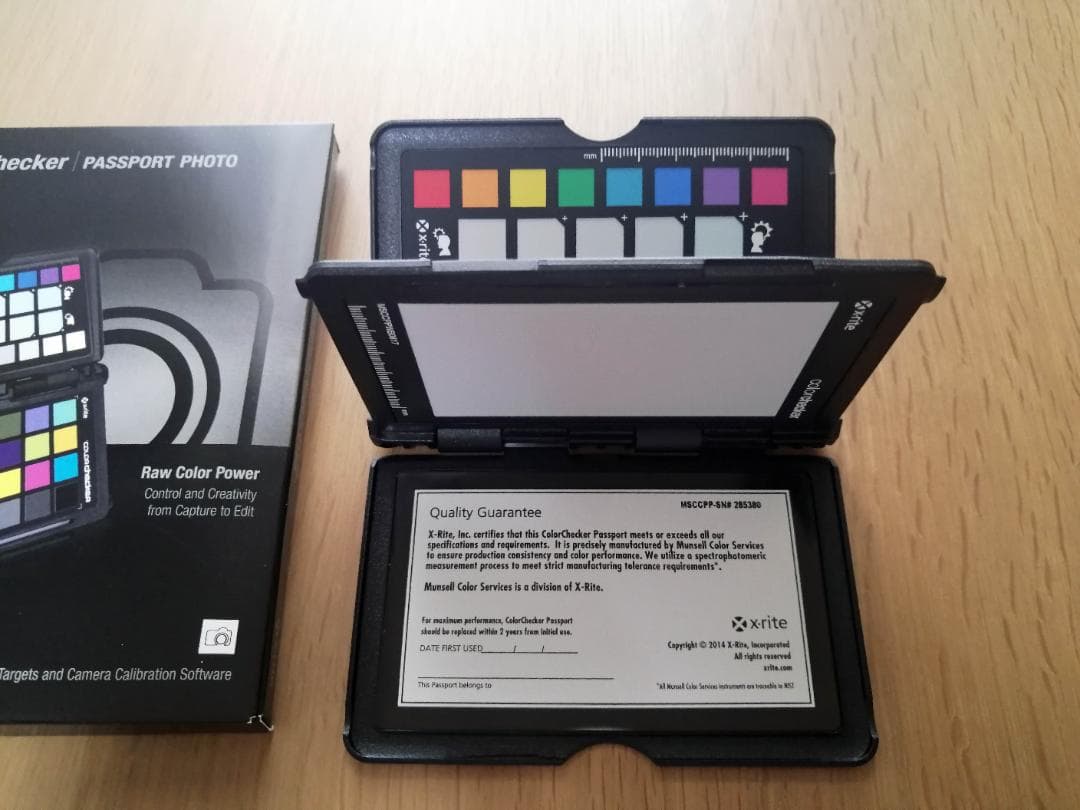 hecker / PASSPORT PHOTO
Raw Color Power
Control and Creativity
from Capture to Edit
Targets and Camera Calibration Software
mm
x·rite
x·rite
colorchecker
Quality Guarantee
MSCCPP-SN# 285380
X-Rite, Inc. certifies that this ColorChecker Passport meets or exceeds all our
specifications and requirements. It is precisely manufactured by Munsell Color Services
to ensure production consistency and color performance. We utilize a spectrophotomeric
measurement process to meet strict manufacturing tolerance requirements*.
Munsell Color Services is a division of X-Rite.
For maximum performance, ColorChecker Passport
should be replaced within 2 years from initial use.
DATE FIRST USED____/____/____
This Passport belongs to
x·rite
Copyright © 2014 X-Rite, Incorporated
All rights reserved
xrite.com
*All Munsell Color Services instruments are traceable to NIST